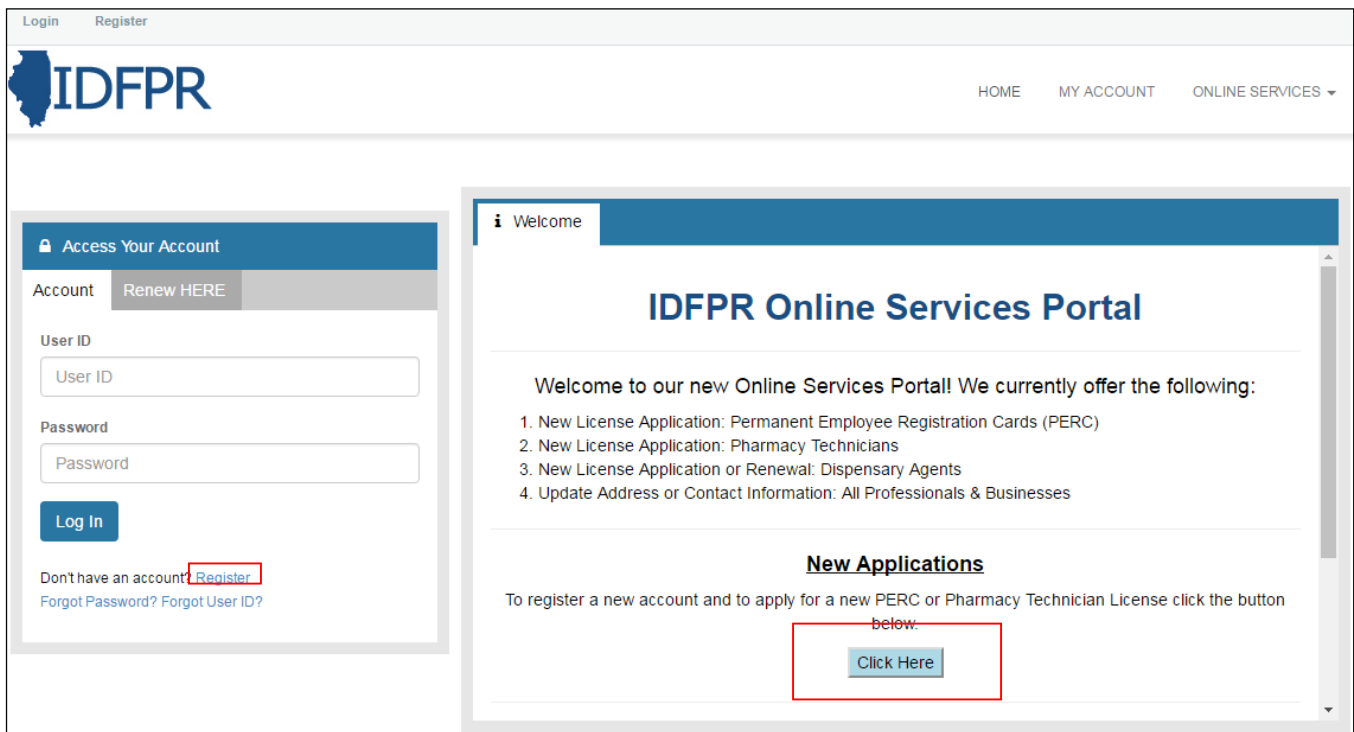 Login Register
IDFPR
HOME MY ACCOUNT ONLINE SERVICES
Access Your Account
Account Renew HERE
User ID
User ID
Password
Password
Log In
Don't have an account? Register
Forgot Password? Forgot User ID?
Welcome
IDFPR Online Services Portal
Welcome to our new Online Services Portal! We currently offer the following:
1. New License Application: Permanent Employee Registration Cards (PERC)
2. New License Application: Pharmacy Technicians
3. New License Application or Renewal: Dispensary Agents
4. Update Address or Contact Information: All Professionals & Businesses
New Applications
To register a new account and to apply for a new PERC or Pharmacy Technician License click the button
below.
Click Here